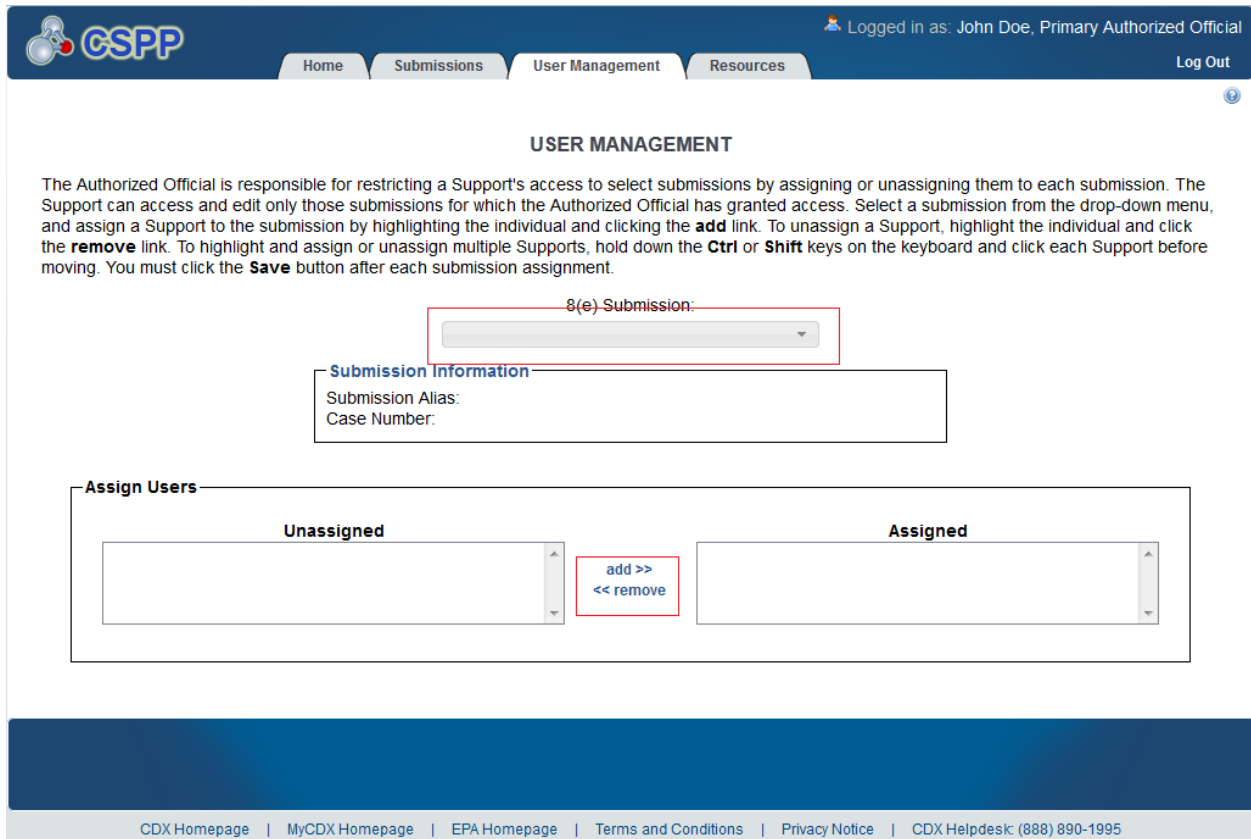 CSPP
Logged in as: John Doe, Primary Authorized Official
Home Submissions User Management Resources
Log Out
USER MANAGEMENT
The Authorized Official is responsible for restricting a Support's access to select submissions by assigning or unassigning them to each submission. The
Support can access and edit only those submissions for which the Authorized Official has granted access. Select a submission from the drop-down menu,
and assign a Support to the submission by highlighting the individual and clicking the add link. To unassign a Support, highlight the individual and click
the remove link. To highlight and assign or unassign multiple Supports, hold down the Ctrl or Shift keys on the keyboard and click each Support before
moving. You must click the Save button after each submission assignment.
8(e) Submission:
Submission Information
Submission Alias:
Case Number:
Assign Users
Unassigned
Assigned
add >>
<< remove
CDX Homepage | MyCDX Homepage | EPA Homepage | Terms and Conditions | Privacy Notice | CDX Helpdesk: (888) 890-1995